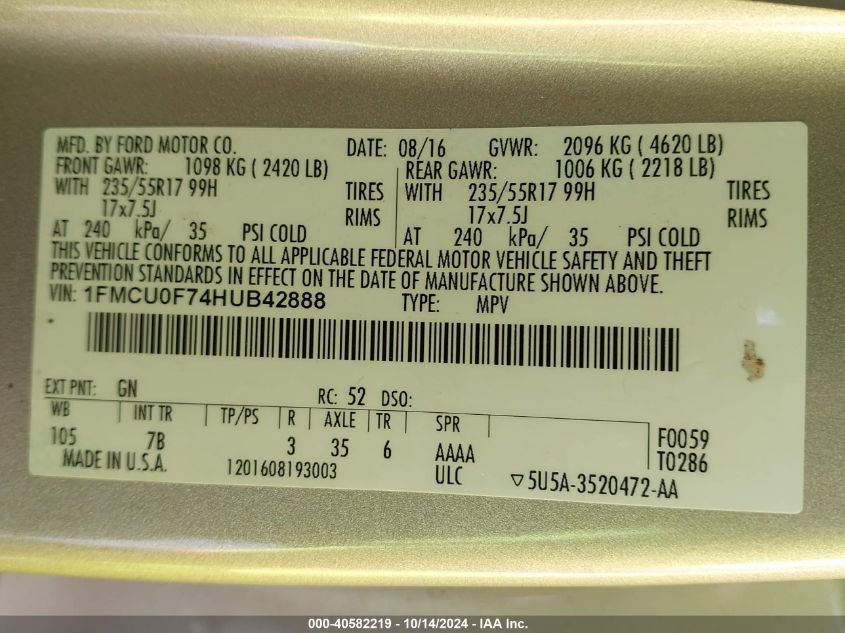 MFD. BY FORD MOTOR CO. DATE: 08/16 GVWR: 2096 KG ( 4620 LB)
FRONT GAWR: 1098 KG ( 2420 LB) REAR GAWR: 1006 KG ( 2218 LB)
WITH 235/55R17 99H TIRES WITH 235/55R17 99H TIRES
17x7.5J RIMS 17x7.5J RIMS
AT 240 kPa/ 35 PSI COLD AT 240 kPa/ 35 PSI COLD
THIS VEHICLE CONFORMS TO ALL APPLICABLE FEDERAL MOTOR VEHICLE SAFETY AND THEFT
PREVENTION STANDARDS IN EFFECT ON THE DATE OF MANUFACTURE SHOWN ABOVE.
VIN: 1FMCU0F74HUB42888 TYPE: MPV
EXT PNT: GN RC: 52 DSO:
WB INT TR TP/PS R AXLE TR SPR
105 7B 3 35 6 AAAA F0059
MADE IN U.S.A. 1201608193003 ULC T0286
▽5U5A-3520472-AA
000-40582219 - 10/14/2024 - IAA Inc.